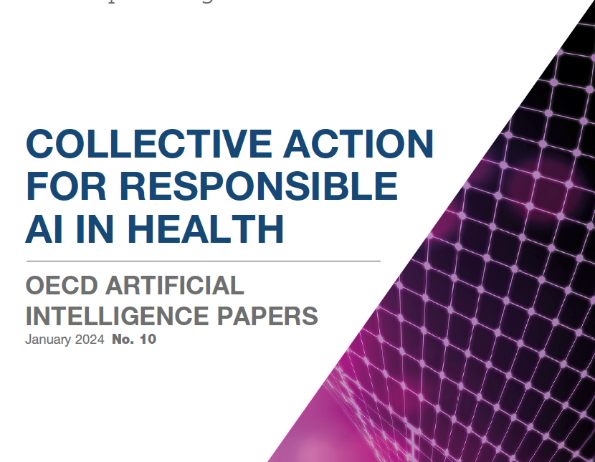 COLLECTIVE ACTION
FOR RESPONSIBLE
AI IN HEALTH
OECD ARTIFICIAL
INTELLIGENCE PAPERS
January 2024 No. 10